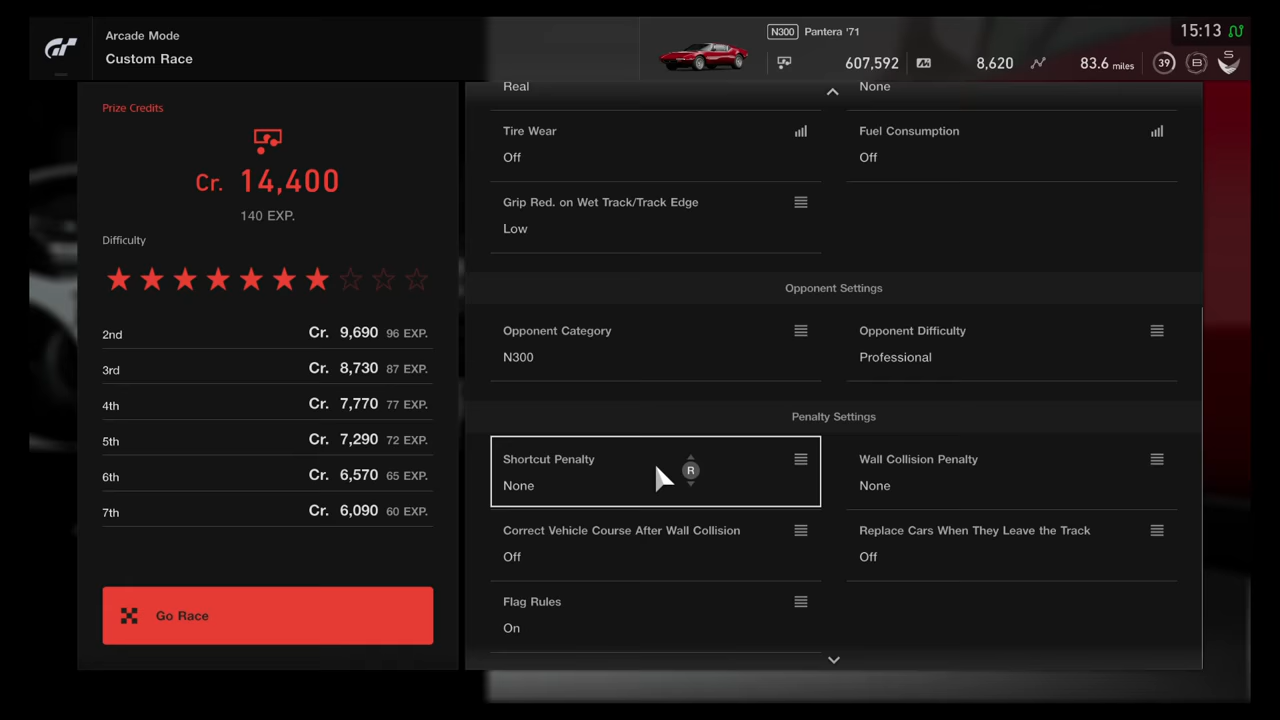 Arcade Mode
Custom Race
N300 Pantera '71
607,592 8,620 83.6 miles 39 B S
15:13
Prize Credits
Cr. 14,400
140 EXP.
Difficulty
2nd Cr. 9,690 96 EXP.
3rd Cr. 8,730 87 EXP.
4th Cr. 7,770 77 EXP.
5th Cr. 7,290 72 EXP.
6th Cr. 6,570 65 EXP.
7th Cr. 6,090 60 EXP.
Go Race
Real None
Tire Wear Fuel Consumption
Off Off
Grip Red. on Wet Track/Track Edge
Low
Opponent Settings
Opponent Category Opponent Difficulty
N300 Professional
Penalty Settings
Shortcut Penalty R Wall Collision Penalty
None None
Correct Vehicle Course After Wall Collision Replace Cars When They Leave the Track
Off Off
Flag Rules
On